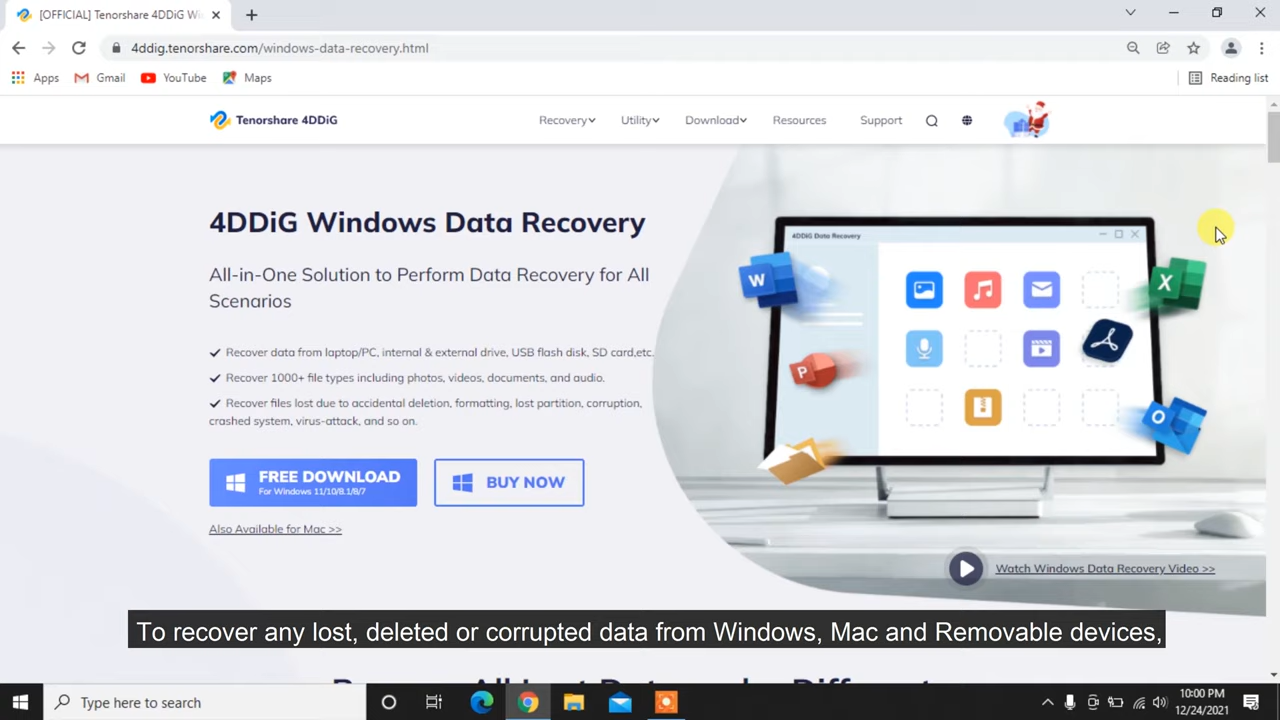 [OFFICIAL] Tenorshare 4DDiG Wi
4ddig.tenorshare.com/windows-data-recovery.html
Apps
Gmail
YouTube
Maps
Reading list
Tenorshare 4DDiG
Recovery
Utility
Download
Resources
Support
4DDiG Windows Data Recovery
All-in-One Solution to Perform Data Recovery for All
Scenarios
Recover data from laptop/PC, internal & external drive, USB flash disk, SD card,etc.
Recover 1000+ file types including photos, videos, documents, and audio.
Recover files lost due to accidental deletion, formatting, lost partition, corruption,
crashed system, virus-attack, and so on.
FREE DOWNLOAD
For Windows 11/10/8.1/8/7
BUY NOW
Also Available for Mac >>
4DDiG Data Recovery
W
X
P
O
Watch Windows Data Recovery Video >>
To recover any lost, deleted or corrupted data from Windows, Mac and Removable devices,
Type here to search
10:00 PM
12/24/2021